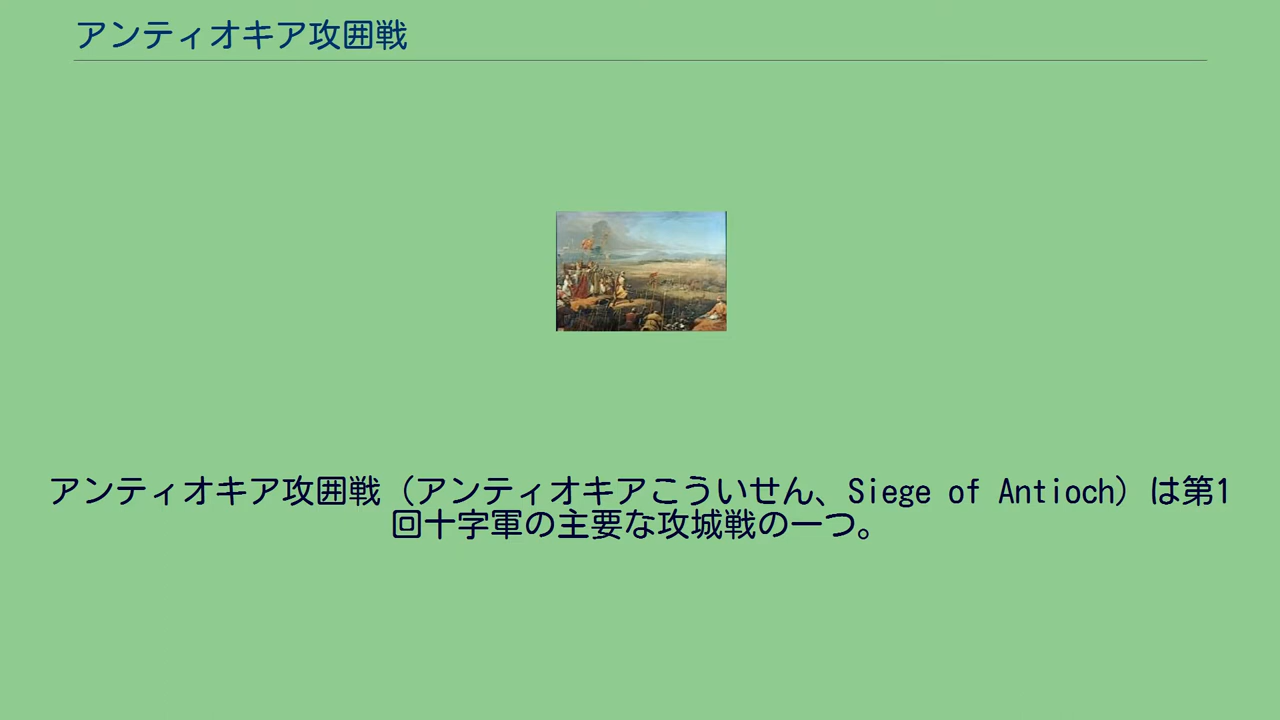 アンティオキア攻囲戦
アンティオキア攻囲戦（アンティオキアこういせん、Siege of Antioch）は第1
回十字軍の主要な攻城戦の一つ。